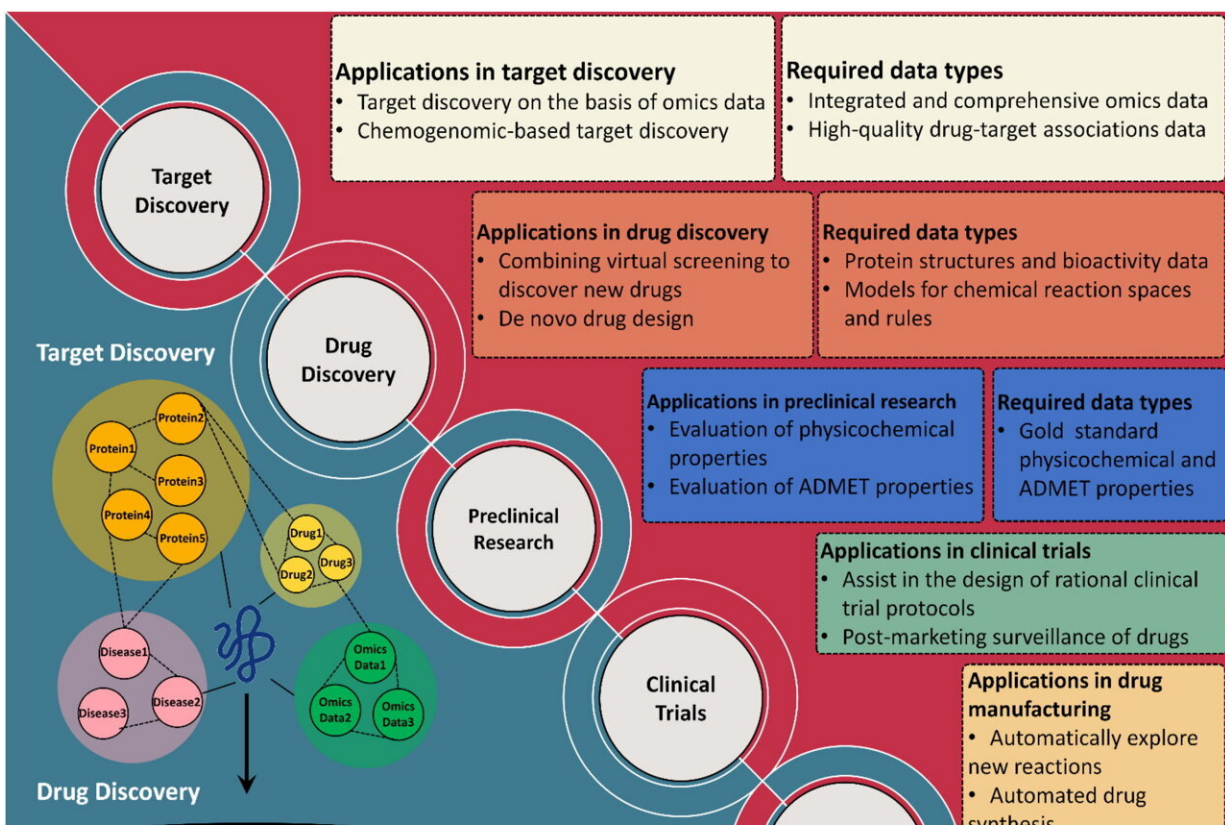 Applications in target discovery
• Target discovery on the basis of omics data
• Chemogenomic-based target discovery
Required data types
• Integrated and comprehensive omics data
• High-quality drug-target associations data
Target
Discovery
Applications in drug discovery
• Combining virtual screening to
discover new drugs
• De novo drug design
Required data types
• Protein structures and bioactivity data
• Models for chemical reaction spaces
and rules
Drug
Discovery
Applications in preclinical research
• Evaluation of physicochemical
properties
• Evaluation of ADMET properties
Required data types
• Gold standard
physicochemical and
ADMET properties
Preclinical
Research
Applications in clinical trials
• Assist in the design of rational clinical
trial protocols
• Post-marketing surveillance of drugs
Clinical
Trials
Applications in drug
manufacturing
• Automatically explore
new reactions
• Automated drug
synthesis
Target Discovery
Protein2
Protein1
Protein3
Protein4
Protein5
Drug1
Drug2
Drug3
Disease1
Disease2
Disease3
Omics
Data1
Omics
Data2
Omics
Data3
Drug Discovery